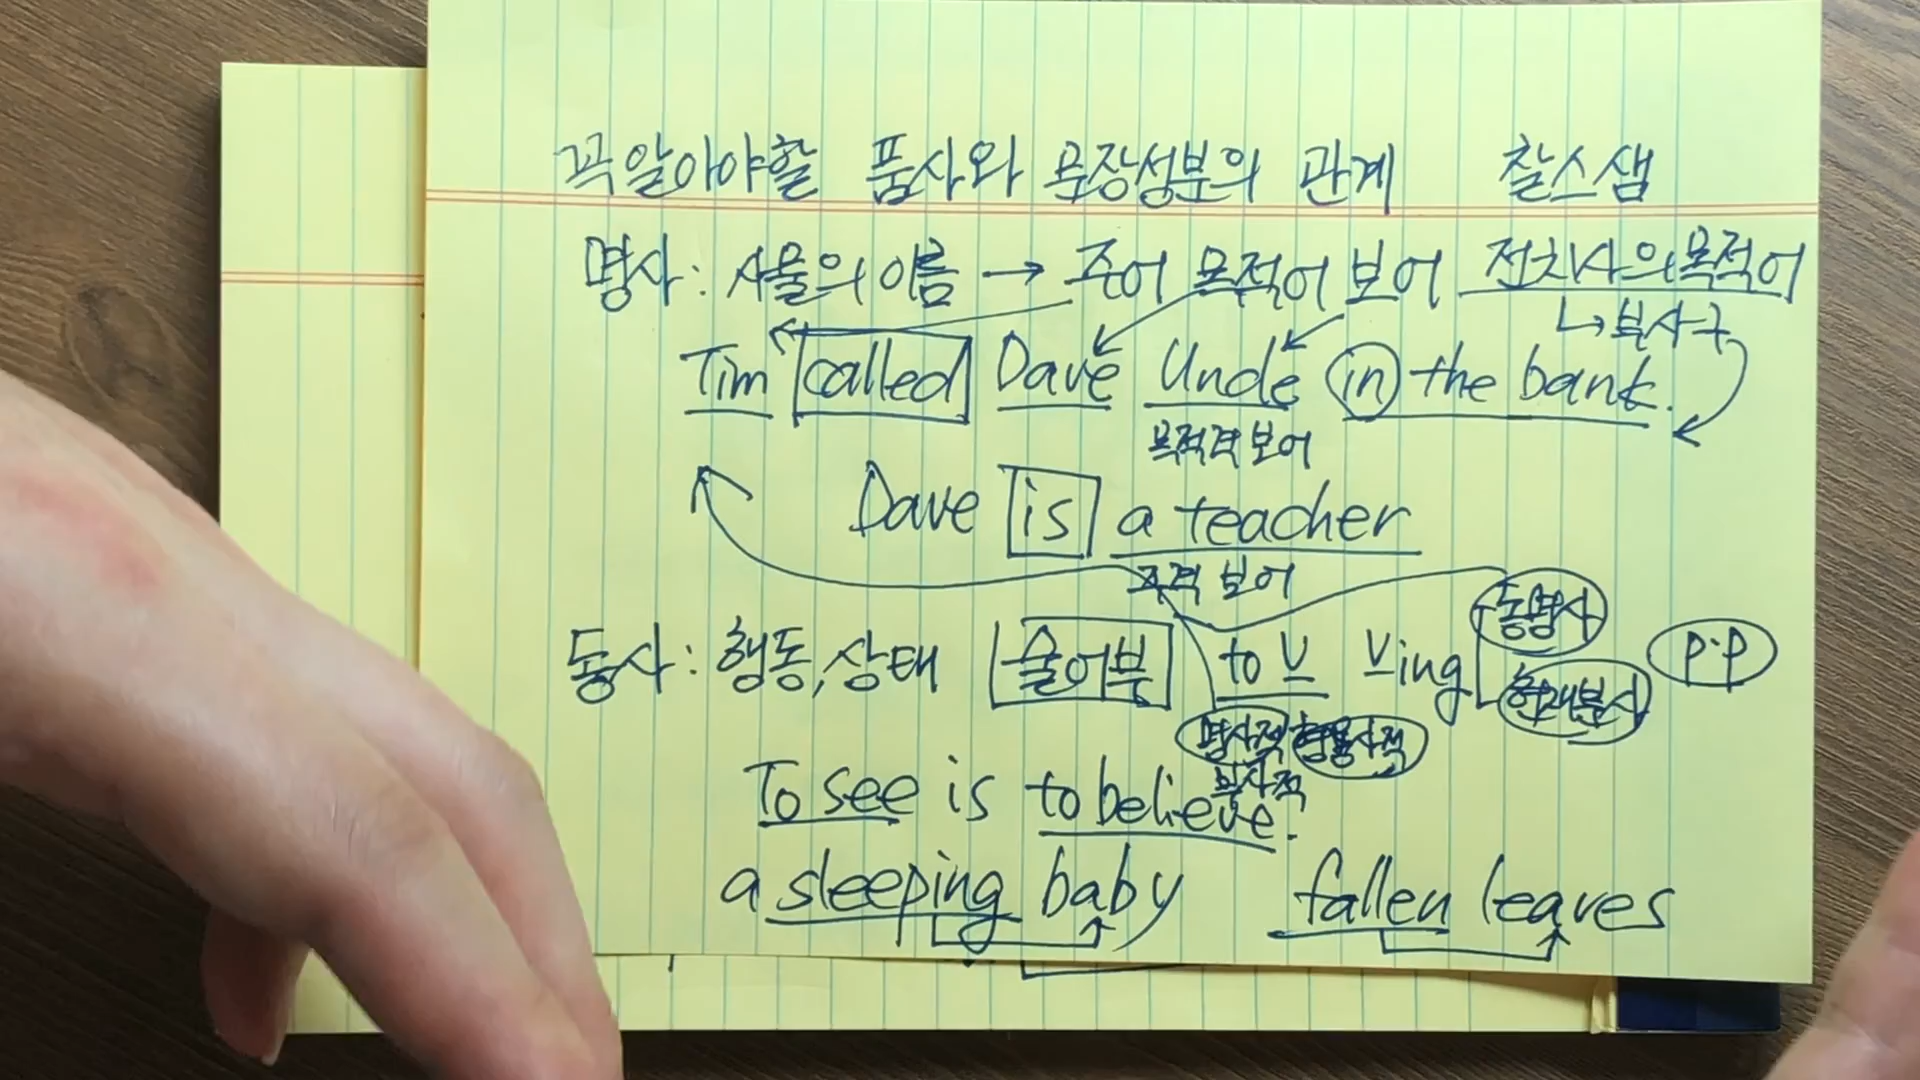 꼭 알아야할 품사와 문장성분의 관계 찰스샘
명사: 사물의 이름 → 주어 목적어 보어 전치사의 목적어
↳ 부사구
Tim called Dave Uncle in the bank.
목적격 보어
Dave is a teacher
주격 보어
동사: 행동, 상태 술어부 to V Ving 동명사 현재분사 p.p
명사적 형용사적
부사적
To see is to believe.
a sleeping baby fallen leaves